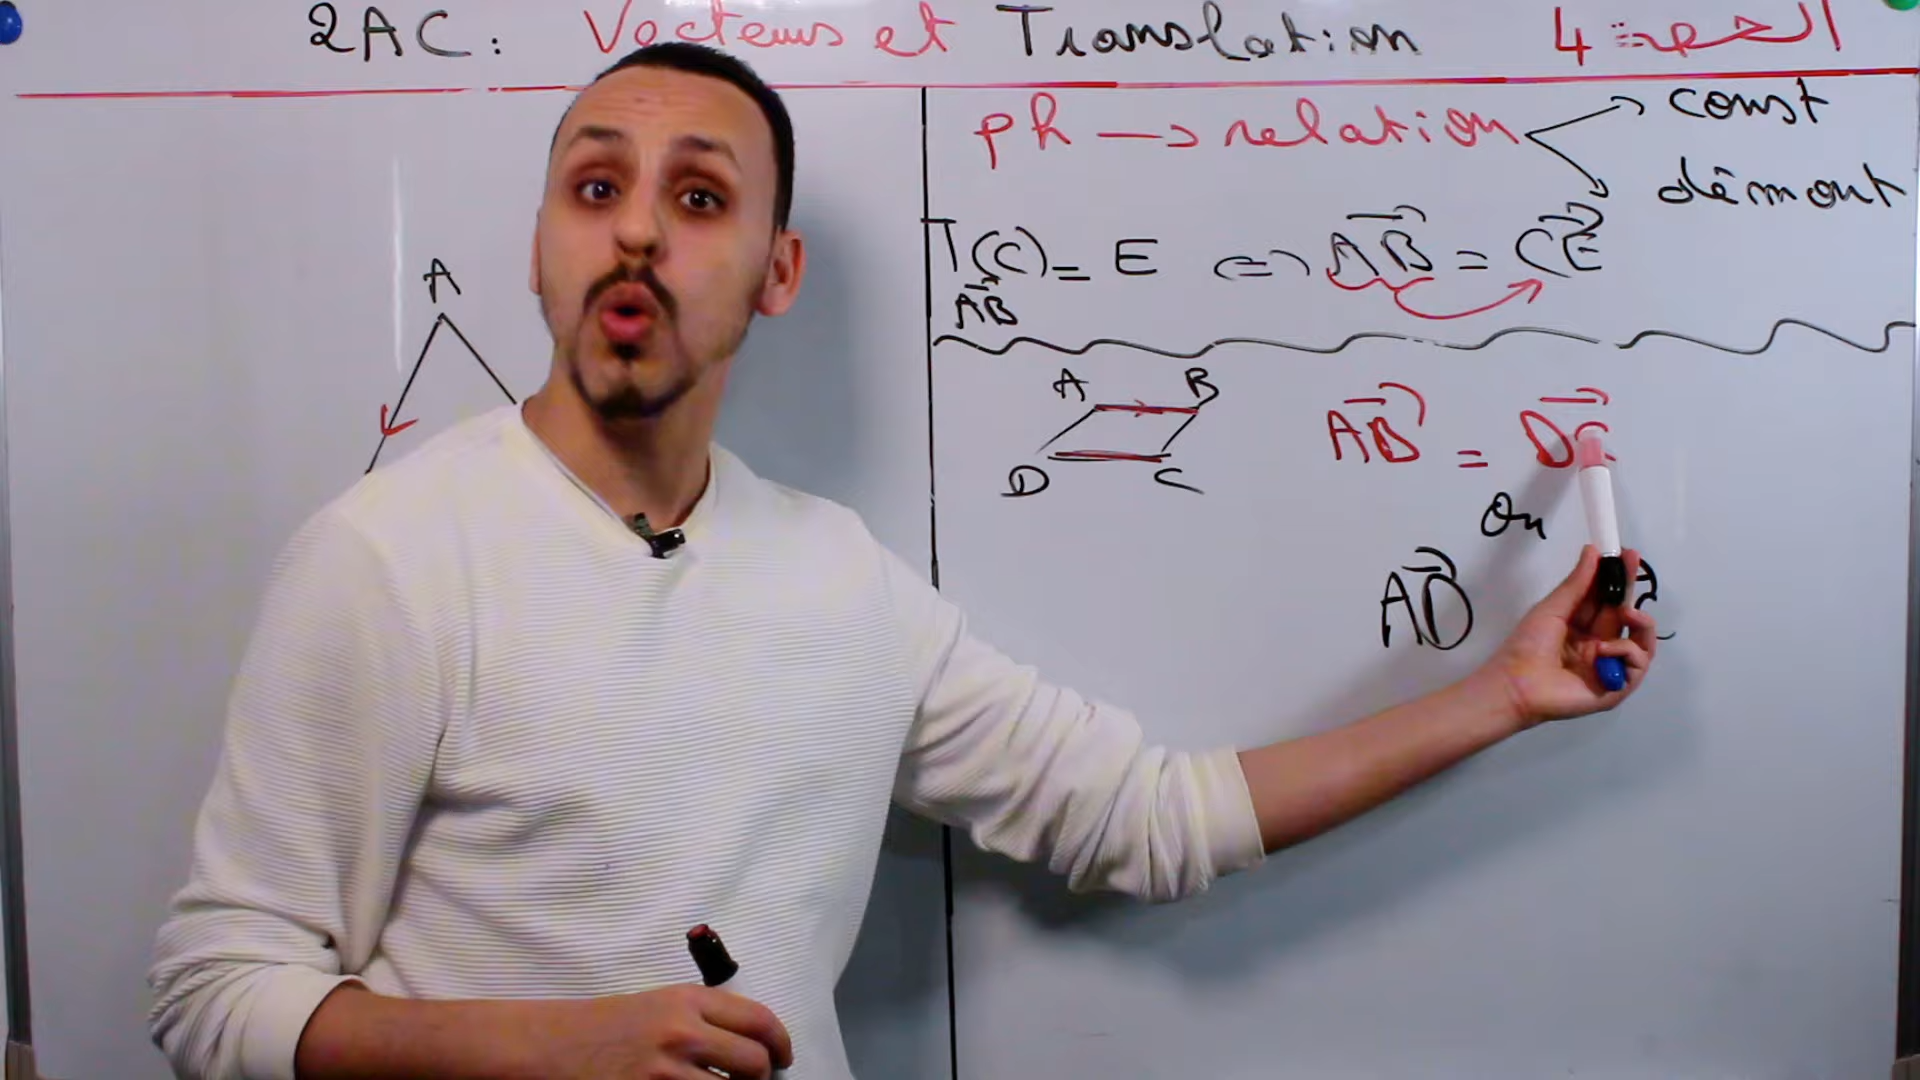 2AC: Vecteurs et Translation الحصة 4
ph → relation
const
démont
T(C) = E ⇔ AB = CE
AB
A
A B
D C
AB = DC
ou
AD